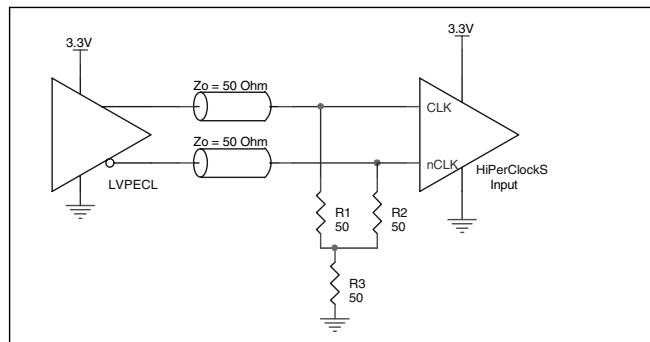 3.3V
3.3V
Zo = 50 Ohm
CLK
Zo = 50 Ohm
nCLK
LVPECL
HiPerClockS
Input
R1
50
R2
50
R3
50